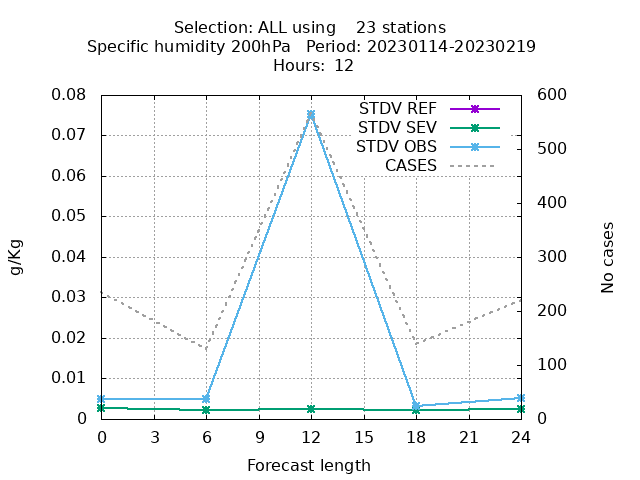 Selection: ALL using    23 stations
Specific humidity 200hPa   Period: 20230114-20230219
Hours:  12
0.08
0.07
0.06
0.05
0.04
0.03
0.02
0.01
0
g/Kg
STDV REF
STDV SEV
STDV OBS
CASES
600
500
400
300
200
100
0
No cases
0 3 6 9 12 15 18 21 24
Forecast length